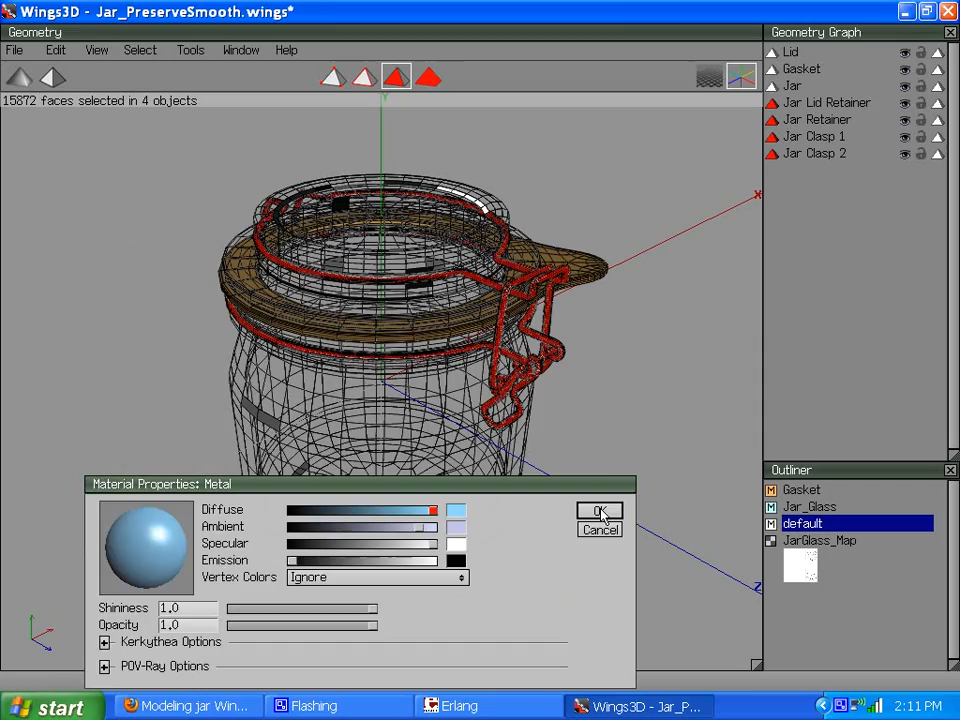 Wings3D - Jar_PreserveSmooth.wings*
Geometry
File Edit View Select Tools Window Help
15872 faces selected in 4 objects
Y
X
Z
Geometry Graph
Lid
Gasket
Jar
Jar Lid Retainer
Jar Retainer
Jar Clasp 1
Jar Clasp 2
Outliner
M Gasket
M Jar_Glass
M default
JarGlass_Map
Material Properties: Metal
Diffuse
Ambient
Specular
Emission
Vertex Colors Ignore
OK
Cancel
Shininess 1.0
Opacity 1.0
Kerkythea Options
POV-Ray Options
start Modeling jar Win... Flashing Erlang Wings3D - Jar_P... 2:11 PM